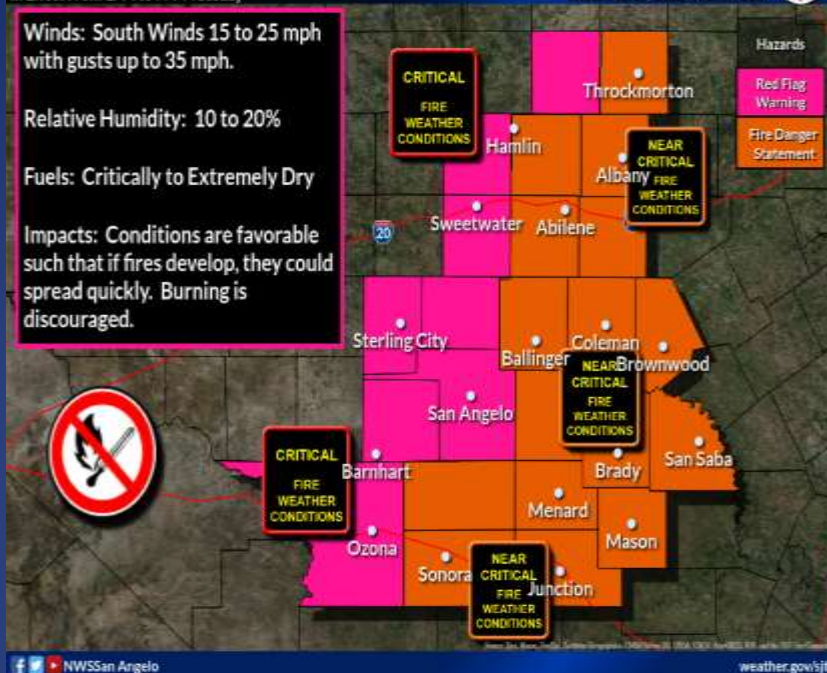 Winds: South Winds 15 to 25 mph
with gusts up to 35 mph.
Relative Humidity: 10 to 20%
Fuels: Critically to Extremely Dry
Impacts: Conditions are favorable
such that if fires develop, they could
spread quickly. Burning is
discouraged.
Hazards
Red Flag
Warning
Fire Danger
Statement
CRITICAL
FIRE
WEATHER
CONDITIONS
Throckmorton
Hamlin
NEAR
CRITICAL
FIRE
WEATHER
CONDITIONS
Albany
20
Sweetwater
Abilene
Sterling City
Ballinger
Coleman
Brownwood
NEAR
CRITICAL
FIRE
WEATHER
CONDITIONS
San Angelo
CRITICAL
FIRE
WEATHER
CONDITIONS
Barnhart
Brady
San Saba
Menard
Ozona
Mason
Sonora
NEAR
CRITICAL
FIRE
WEATHER
CONDITIONS
Junction
NWSSan Angelo
weather.gov/sjt